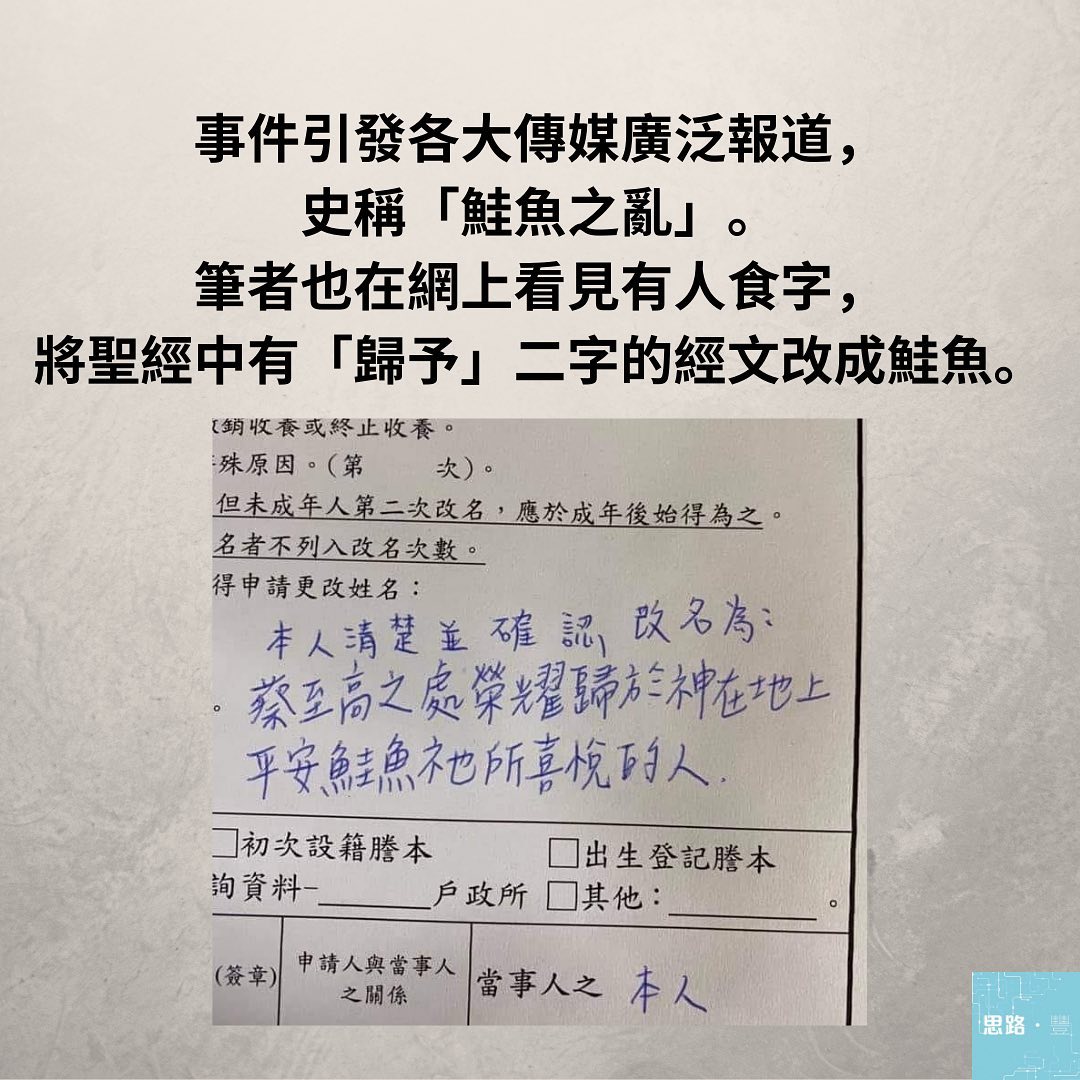 事件引發各大傳媒廣泛報道，
史稱「鮭魚之亂」。
筆者也在網上看見有人食字，
將聖經中有「歸予」二字的經文改成鮭魚。
銷收養或終止收養。
殊原因。(第　　次)。
但未成年人第二次改名，應於成年後始得為之。
名者不列入改名次數。
得申請更改姓名：
本人清楚並確認改名為：
。蔡至高之處榮耀歸於神在地上
平安鮭魚祂所喜悅的人.
□初次設籍謄本　□出生登記謄本
詢資料-______戶政所 □其他：________。
(簽章) 申請人與當事人之關係 當事人之 本人
思路·豐